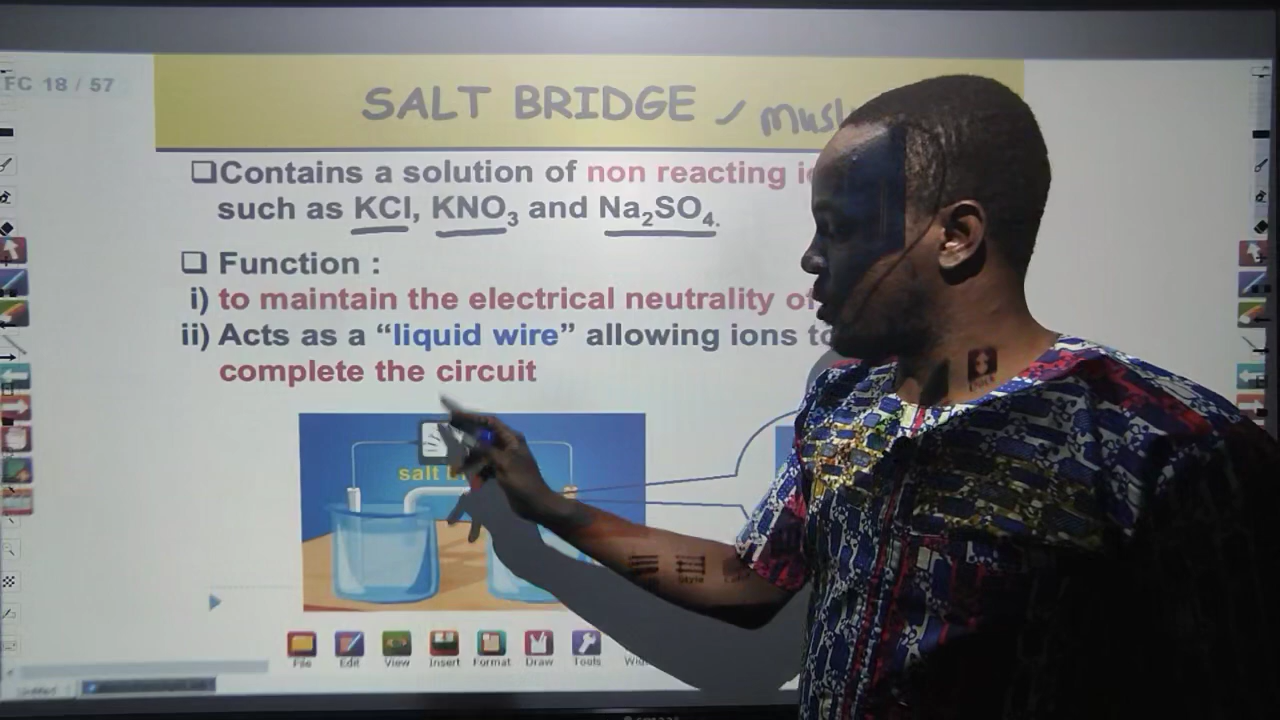 FC 18 / 57
SALT BRIDGE
❑Contains a solution of non reacting
such as KCl, KNO3 and Na2SO4.
❑ Function :
i) to maintain the electrical neutrality of
ii) Acts as a “liquid wire” allowing ions to
complete the circuit
salt
File Edit View Insert Format Draw Tools
Style